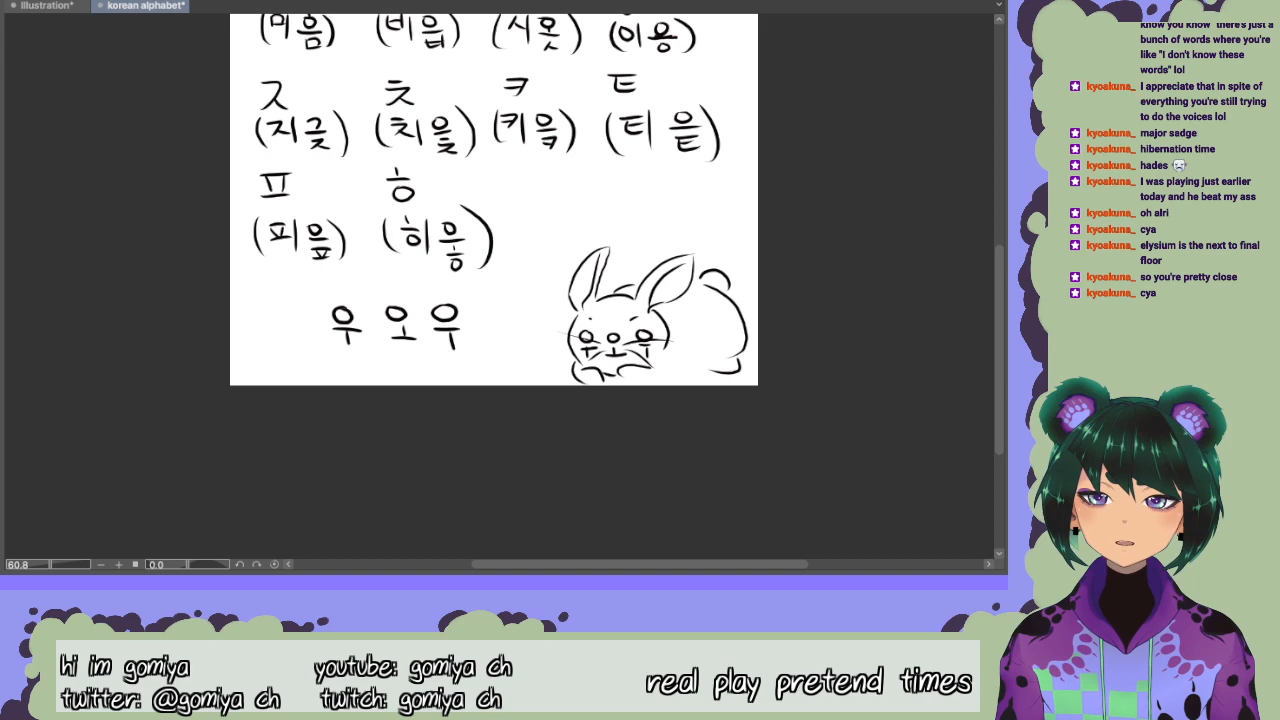 Illustration*
korean alphabet*
(미음) (비읍) (시옷) (이응)
ㅈ ㅊ ㅋ ㅌ
(지긎) (치읓) (키읔) (티읕)
ㅍ ㅎ
(피읖) (히읗)
우 오 우
우 오 우
60.8
0.0
know you know" there's just a
bunch of words where you're
like "I don't know these
words" lol
kyoakuna_ I appreciate that in spite of
everything you're still trying
to do the voices lol
kyoakuna_ major sadge
kyoakuna_ hibernation time
kyoakuna_ hades
kyoakuna_ I was playing just earlier
today and he beat my ass
kyoakuna_ oh alri
kyoakuna_ cya
kyoakuna_ elysium is the next to final
floor
kyoakuna_ so you're pretty close
kyoakuna_ cya
hi im gomiya
twitter: @gomiya ch
youtube: gomiya ch
twitch: gomiya ch
real play pretend times